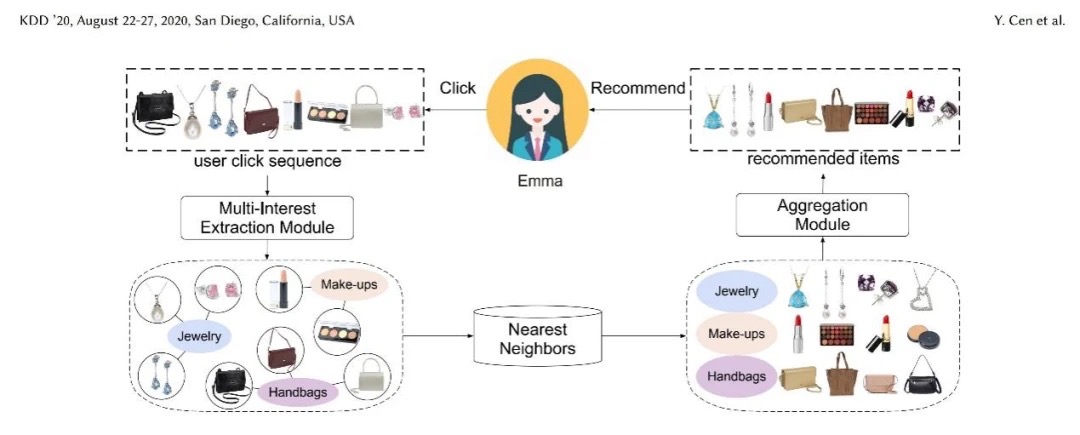 KDD '20, August 22-27, 2020, San Diego, California, USA
Y. Cen et al.
Click
Recommend
user click sequence
Emma
recommended items
Multi-Interest
Extraction Module
Aggregation
Module
Make-ups
Jewelry
Handbags
Nearest
Neighbors
Jewelry
Make-ups
Handbags